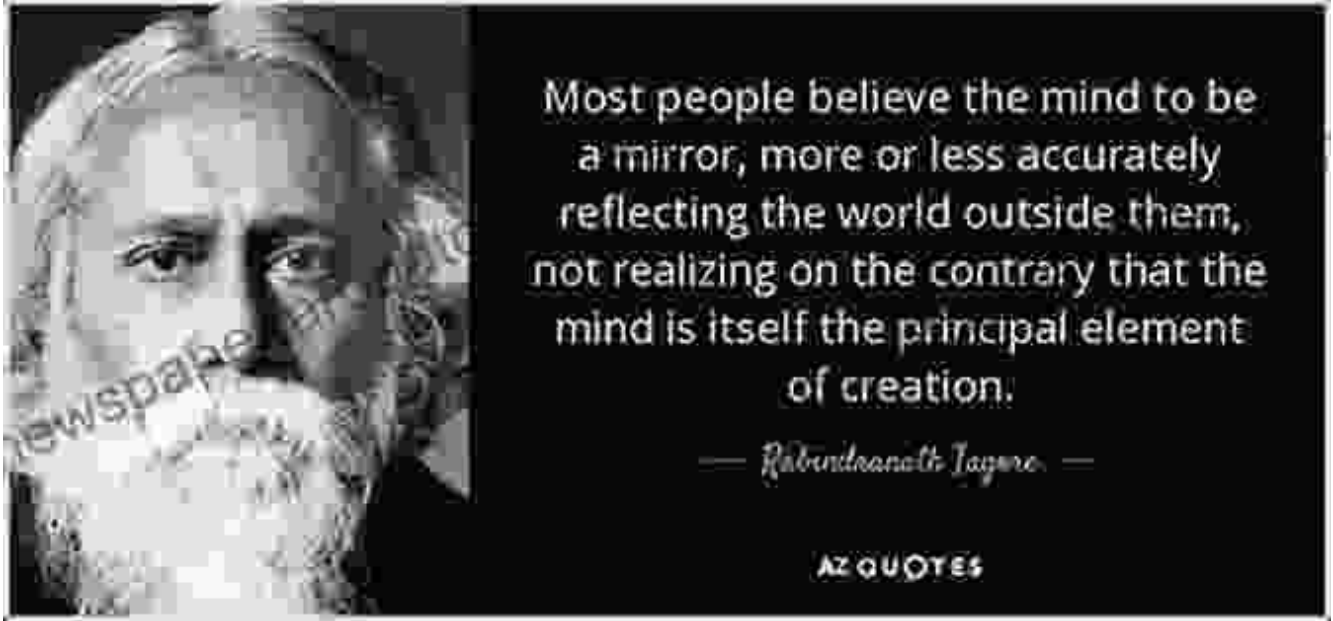 Most people believe the mind to be
a mirror, more or less accurately
reflecting the world outside them,
not realizing on the contrary that the
mind is itself the principal element
of creation.
— Rabindranath Tagore —
AZ QUOTES
newspape